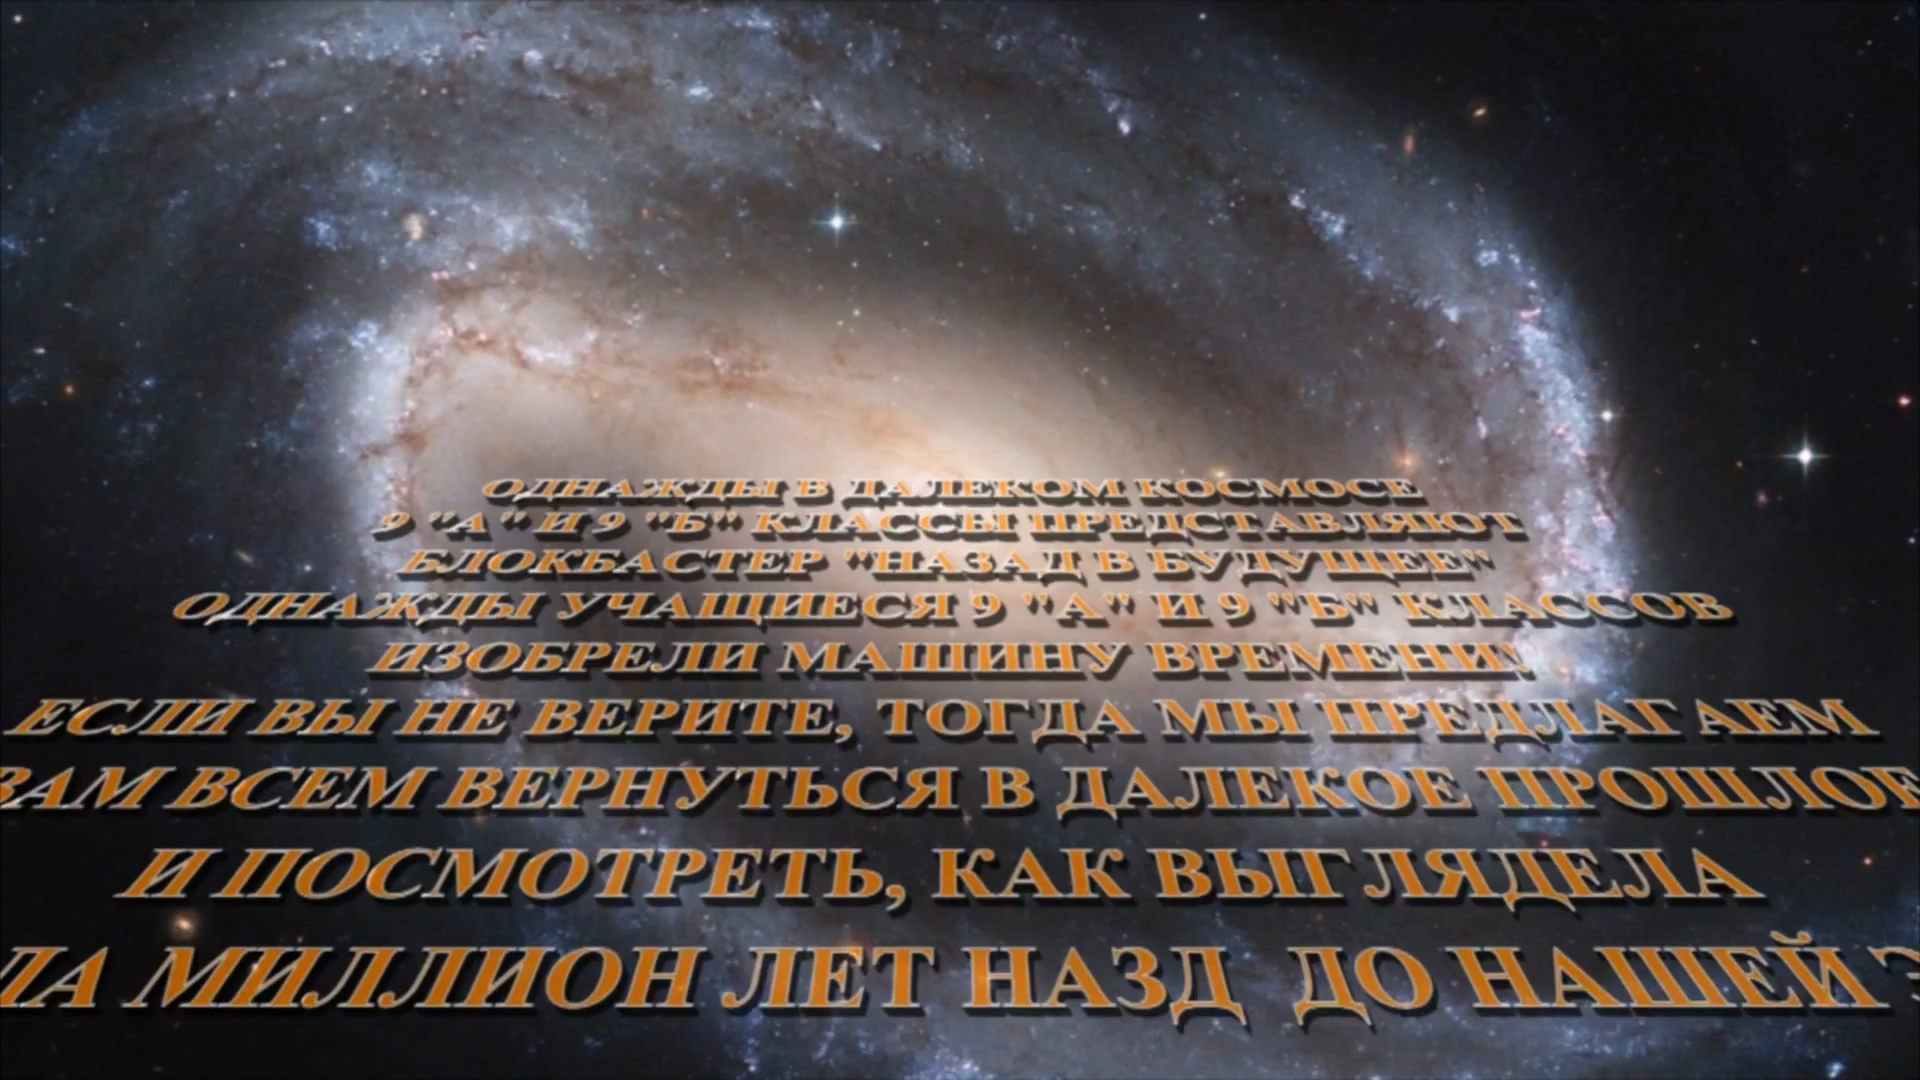 ОДНАЖДЫ В ДАЛЕКОМ КОСМОСЕ
9 "А" И 9 "Б" КЛАССЫ ПРЕДСТАВЛЯЮТ
БЛОКБАСТЕР "НАЗАД В БУДУЩЕЕ"
ОДНАЖДЫ УЧАЩИЕСЯ 9 "А" И 9 "Б" КЛАССОВ
ИЗОБРЕЛИ МАШИНУ ВРЕМЕНИ!
ЕСЛИ ВЫ НЕ ВЕРИТЕ, ТОГДА МЫ ПРЕДЛАГАЕМ
ВАМ ВСЕМ ВЕРНУТЬСЯ В ДАЛЕКОЕ ПРОШЛОЕ
И ПОСМОТРЕТЬ, КАК ВЫГЛЯДЕЛА
МИЛЛИОН ЛЕТ НАЗД ДО НАШЕЙ